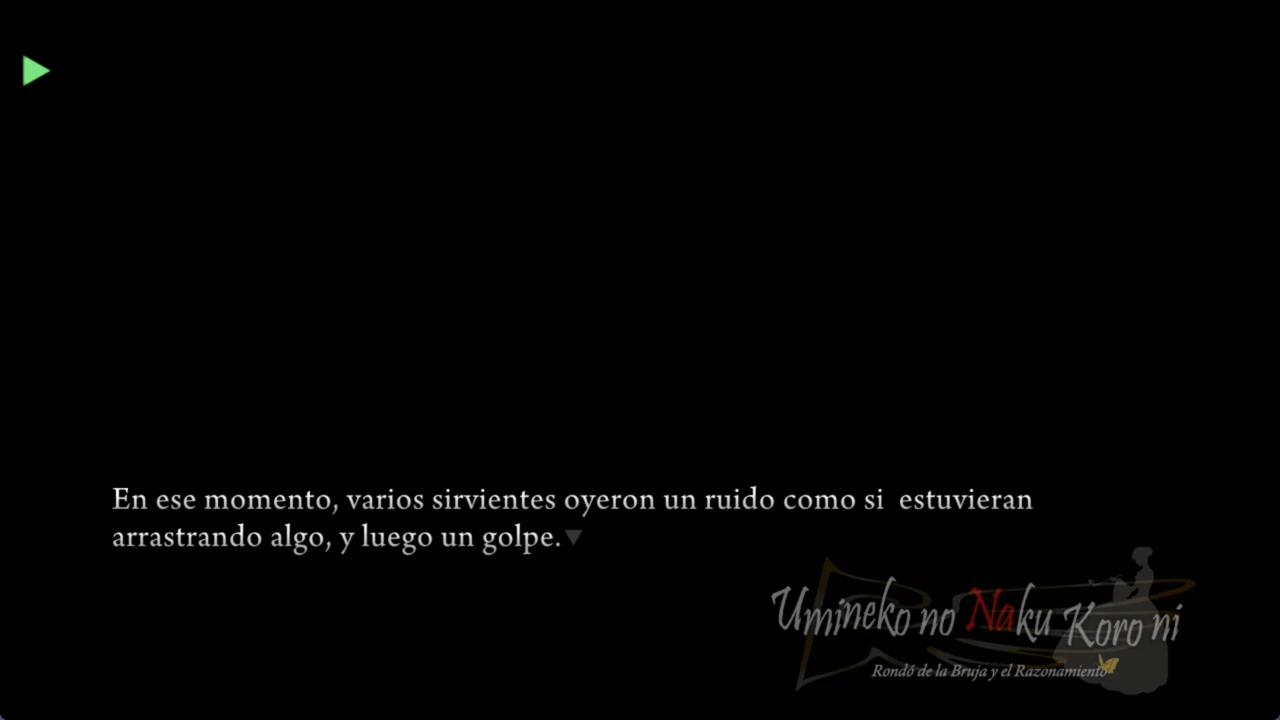 En ese momento, varios sirvientes oyeron un ruido como si  estuvieran
arrastrando algo, y luego un golpe.
Umineko no Naku Koro ni
Rondó de la Bruja y el Razonamiento